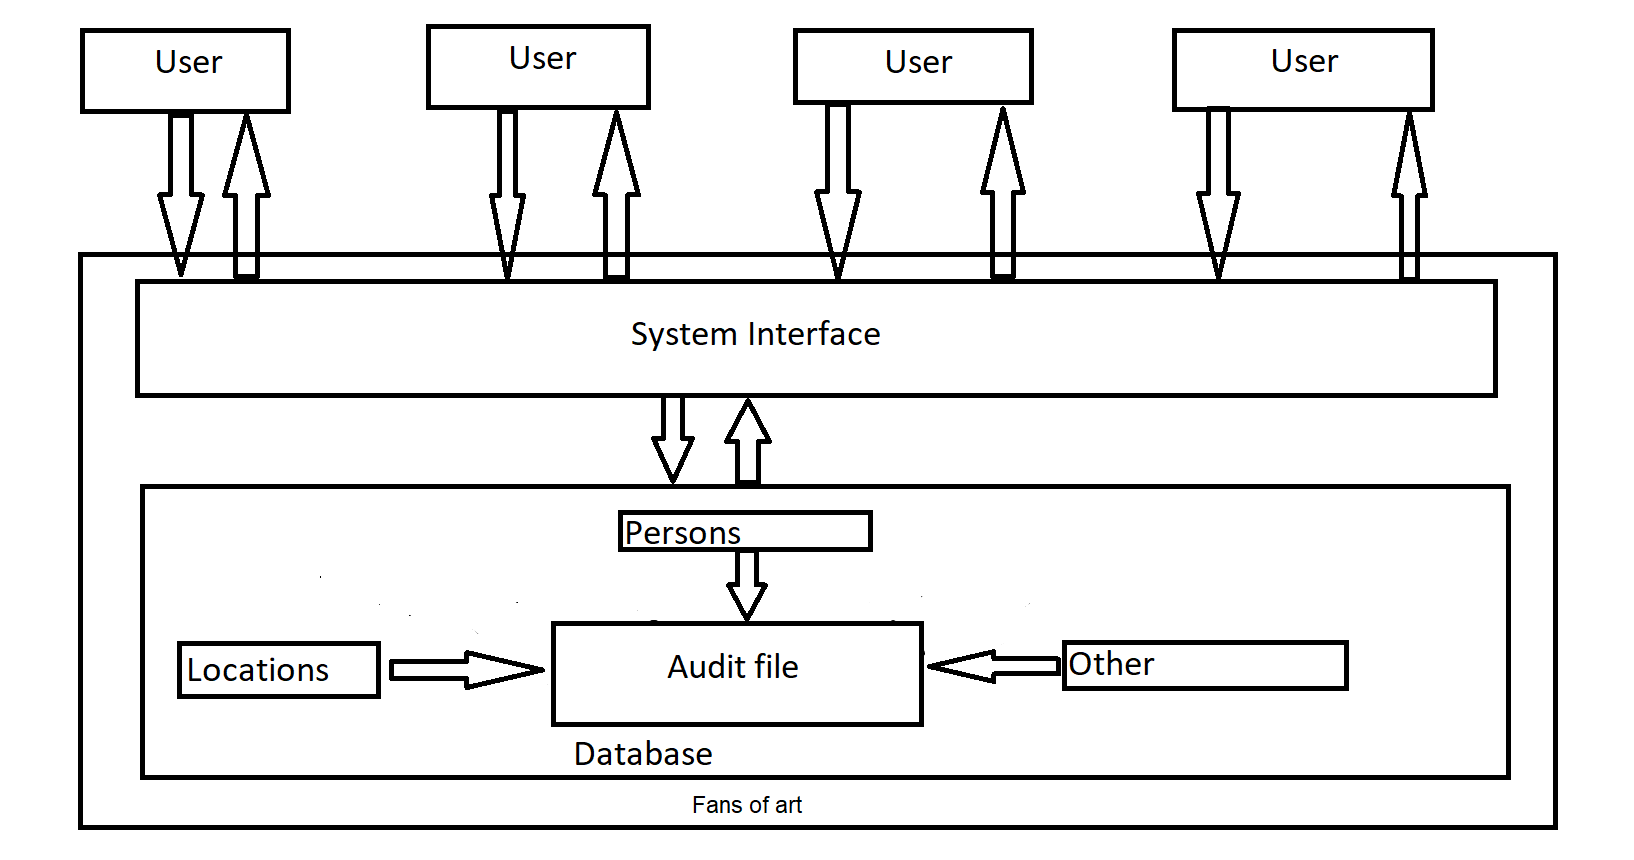 User
User
User
User
System Interface
Persons
Locations
Audit file
Other
Database
Fans of art